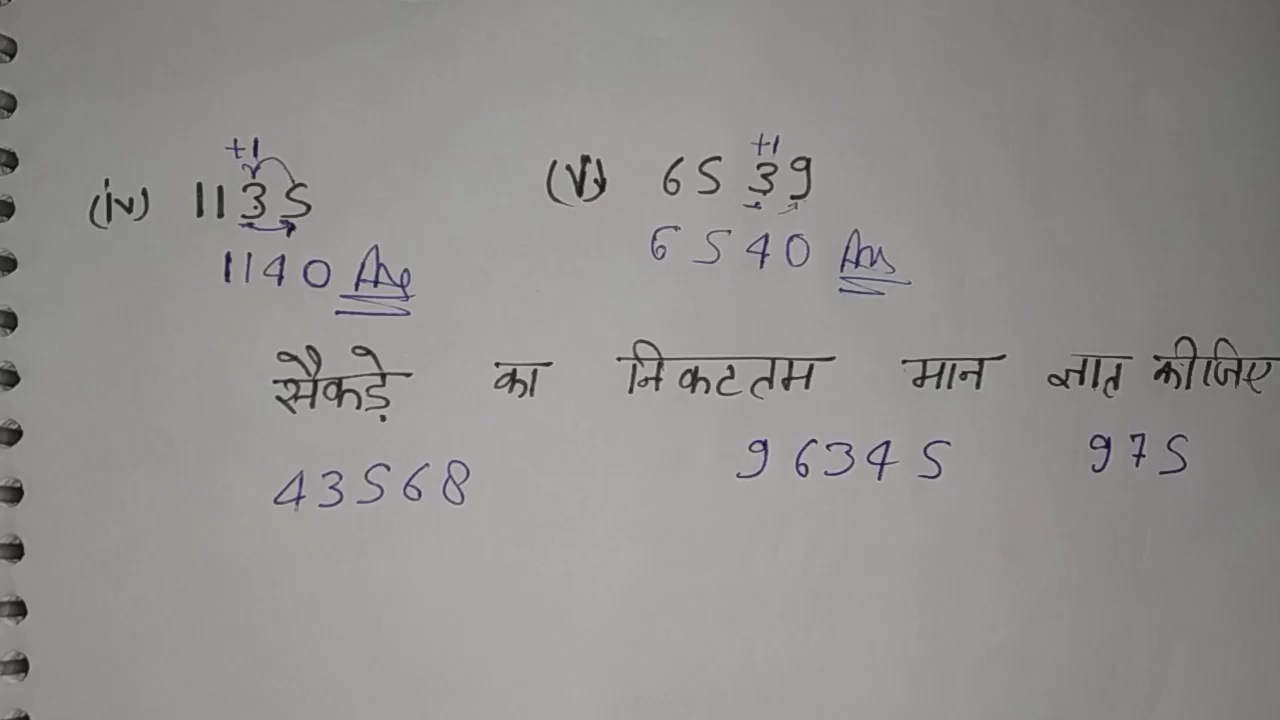 +1 +1
(iv) 1135 (v) 6539
1140 Ans 6540 Ans
सैकड़े का निकटतम मान ज्ञात कीजिए
43568 96345 975